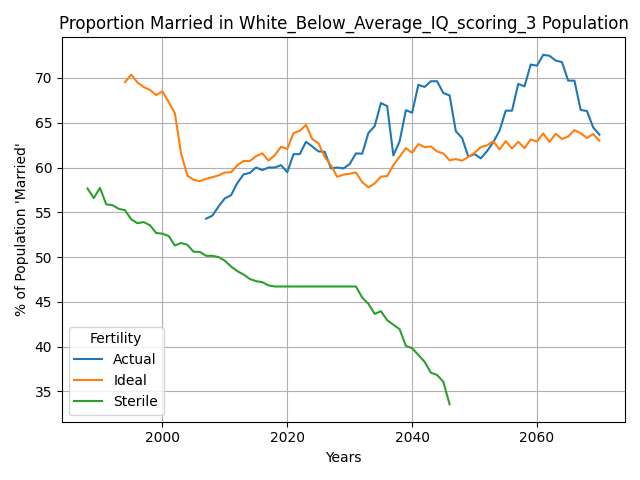 Proportion Married in White_Below_Average_IQ_scoring_3 Population
% of Population 'Married'
70
65
60
55
50
45
40
35
Fertility
Actual
Ideal
Sterile
2000 2020 2040 2060
Years